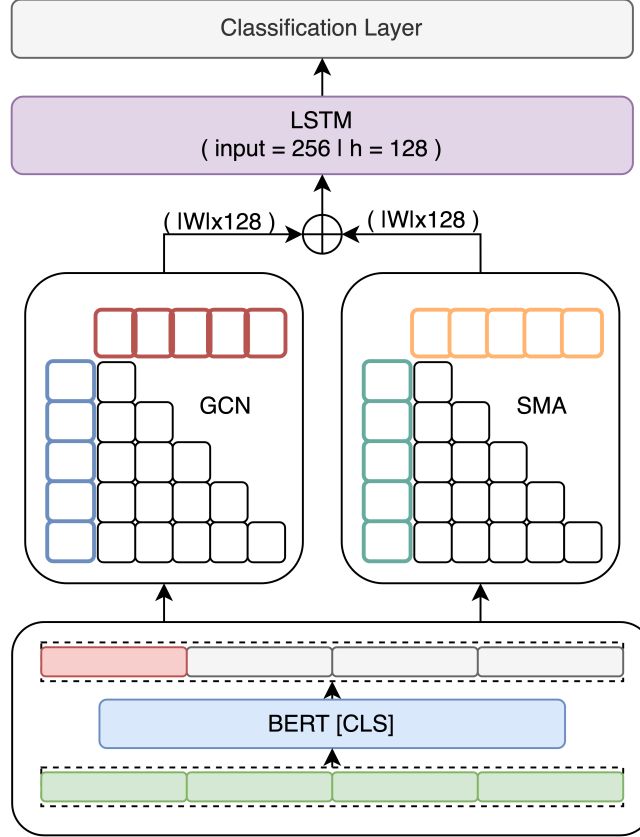 Classification Layer
LSTM
( input = 256 | h = 128 )
( |W|x128 )
( |W|x128 )
GCN
SMA
BERT [CLS]